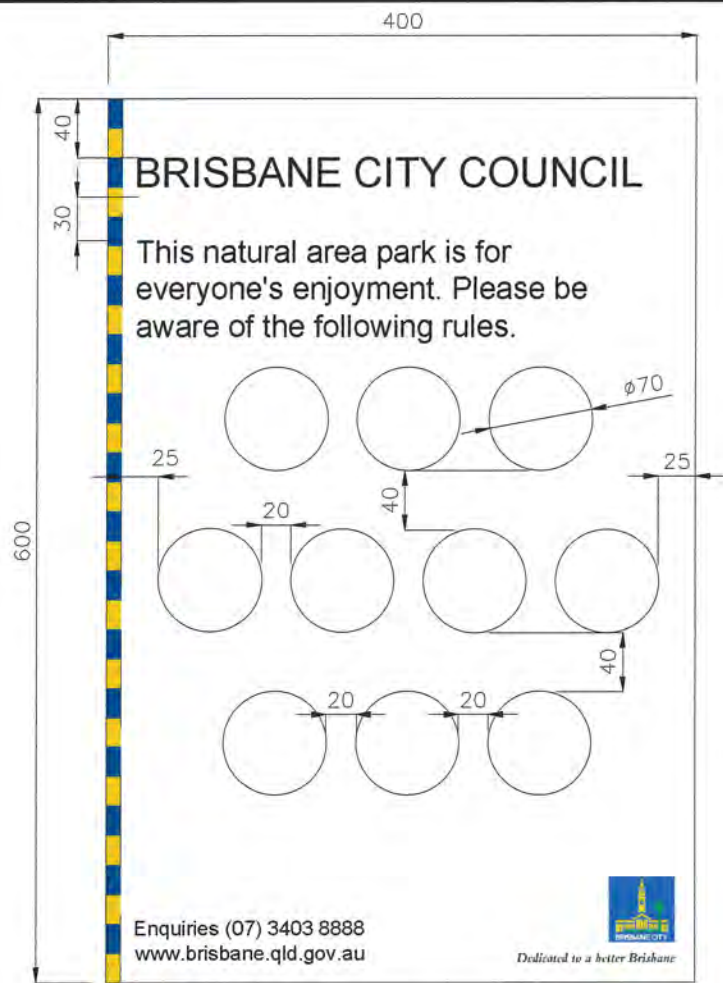 400
40
BRISBANE CITY COUNCIL
30
This natural area park is for
everyone's enjoyment. Please be
aware of the following rules.
ø70
25
25
40
20
600
40
20
20
Enquiries (07) 3403 8888
www.brisbane.qld.gov.au
BRISBANE CITY
Dedicated to a better Brisbane